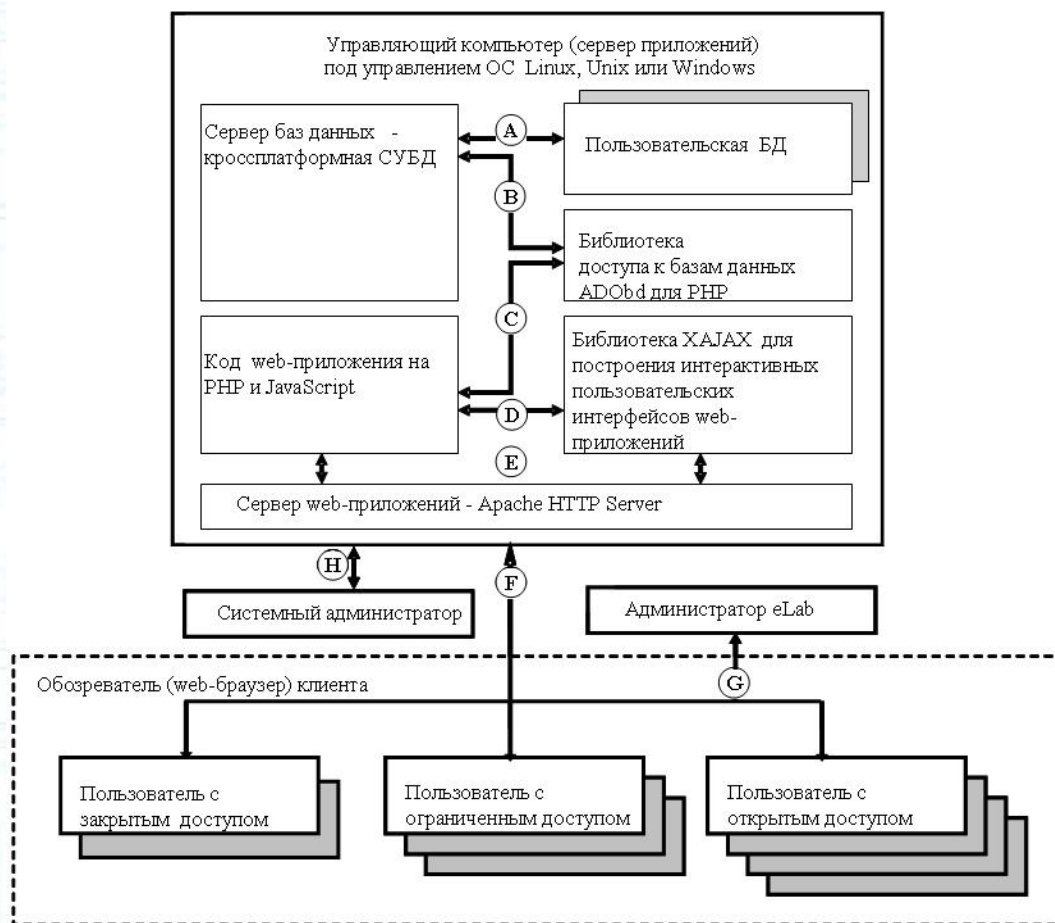 Управляющий компьютер (сервер приложений)
под управлением ОС Linux, Unix или Windows
Сервер баз данных -
кроссплатформная СУБД
A
Пользовательская БД
B
Библиотека
доступа к базам данных
ADObd для PHP
C
Код web-приложения на
PHP и JavaScript
Библиотека XAJAX для
построения интерактивных
пользовательских
интерфейсов web-
приложений
D
E
Сервер web-приложений - Apache HTTP Server
H
F
Системный администратор
Администратор eLab
G
Обозреватель (web-браузер) клиента
Пользователь с
закрытым доступом
Пользователь с
ограниченным доступом
Пользователь с
открытым доступом